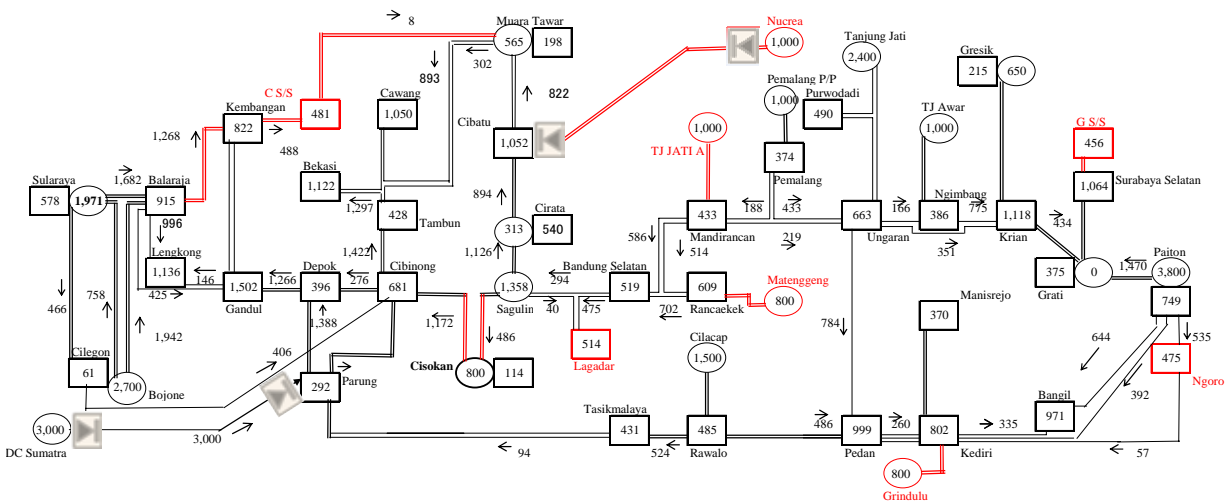 8
Muara Tawar
565
198
302
893
Nucrea
1,000
Tanjung Jati
2,400
Gresik
215
650
C S/S
481
Kembangan
822
488
1,268
Cawang
1,050
Cibatu
1,052
822
Pemalang P/P
1,000
Purwodadi
490
TJ Awar
1,000
G S/S
456
TJ JATI A
1,000
374
Pemalang
Bekasi
1,122
1,297
1,682
Sularaya
578
1,971
Balaraja
915
996
894
Surabaya Selatan
1,064
428
Tambun
Cirata
313
540
433
Mandirancan
188
433
219
663
Ungaran
166
Ngimbang
386
775
351
1,118
Krian
434
586
514
Lengkong
1,136
146
425
1,422
1,126
Bandung Selatan
519
294
Paiton
3,800
1,470
375
Grati
0
749
1,502
Gandul
1,266
Depok
396
276
Cibinong
681
1,358
Sagulin
40
475
609
Rancaekek
702
Matenggeng
800
Manisrejo
370
466
758
1,942
1,388
1,172
486
784
644
535
Cilegon
61
2,700
Bojone
406
292
Parung
Cisokan
800
114
514
Lagadar
Cilacap
1,500
475
Ngoro
392
Bangil
971
DC Sumatra
3,000
3,000
Tasikmalaya
431
94
524
485
Rawalo
486
999
Pedan
260
802
Kediri
335
57
800
Grindulu